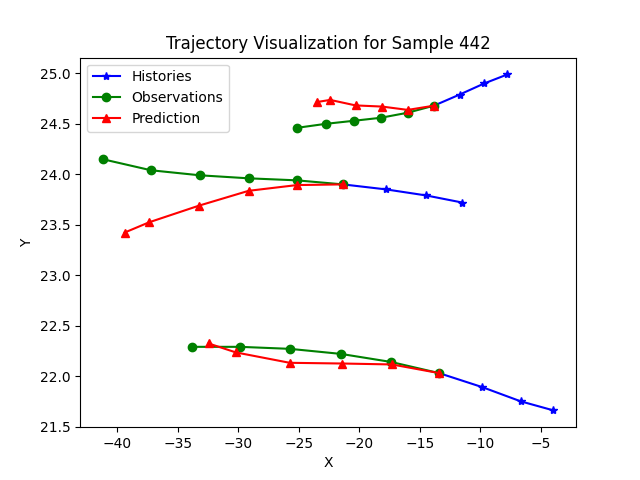 Trajectory Visualization for Sample 442
Histories
Observations
Prediction
25.0
24.5
24.0
23.5
23.0
22.5
22.0
21.5
Y
−40 −35 −30 −25 −20 −15 −10 −5
X